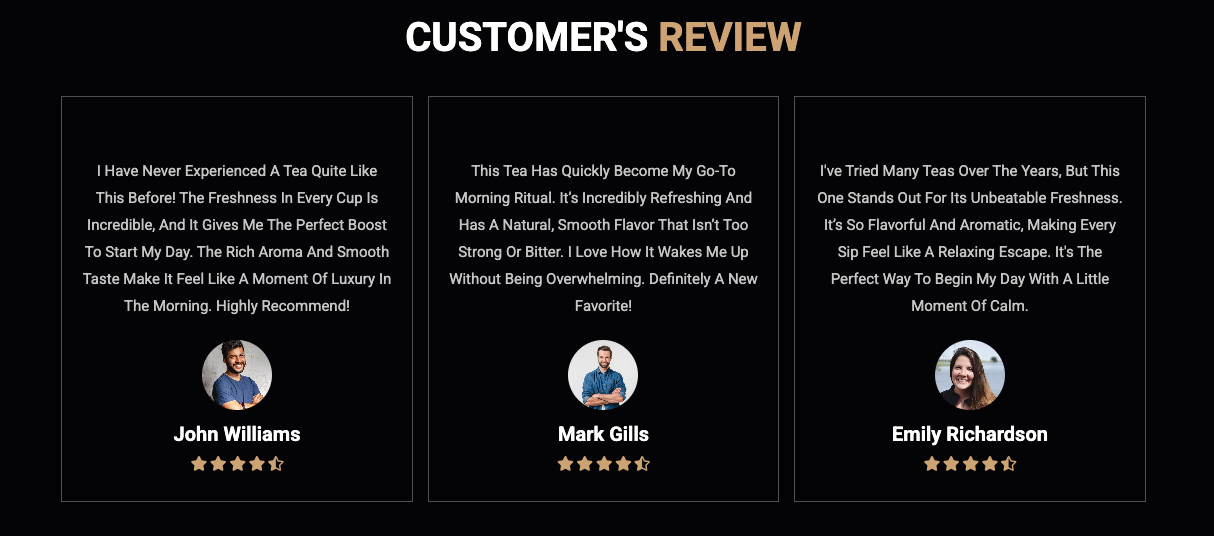 CUSTOMER'S REVIEW
I Have Never Experienced A Tea Quite Like
This Before! The Freshness In Every Cup Is
Incredible, And It Gives Me The Perfect Boost
To Start My Day. The Rich Aroma And Smooth
Taste Make It Feel Like A Moment Of Luxury In
The Morning. Highly Recommend!
John Williams
This Tea Has Quickly Become My Go-To
Morning Ritual. It’s Incredibly Refreshing And
Has A Natural, Smooth Flavor That Isn’t Too
Strong Or Bitter. I Love How It Wakes Me Up
Without Being Overwhelming. Definitely A New
Favorite!
Mark Gills
I've Tried Many Teas Over The Years, But This
One Stands Out For Its Unbeatable Freshness.
It’s So Flavorful And Aromatic, Making Every
Sip Feel Like A Relaxing Escape. It's The
Perfect Way To Begin My Day With A Little
Moment Of Calm.
Emily Richardson